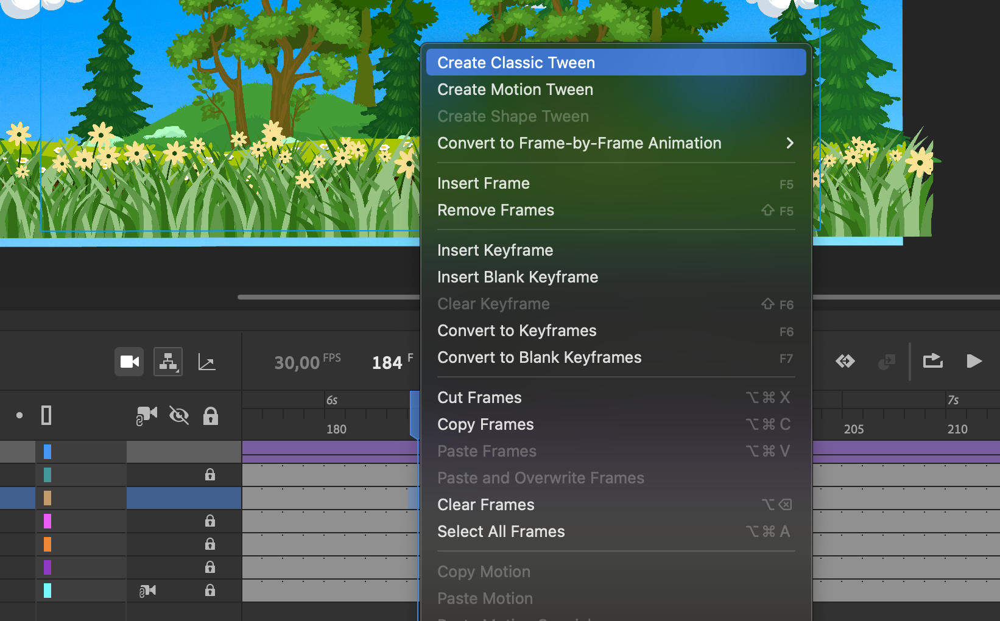 Create Classic Tween
Create Motion Tween
Create Shape Tween
Convert to Frame-by-Frame Animation
Insert Frame F5
Remove Frames ⇧ F5
Insert Keyframe
Insert Blank Keyframe
Clear Keyframe ⇧ F6
Convert to Keyframes F6
Convert to Blank Keyframes F7
30,00 FPS 184 F
Cut Frames ⌥⌘ X
Copy Frames ⌥⌘ C
Paste Frames ⌥⌘ V
Paste and Overwrite Frames
Clear Frames ⌥⌫
Select All Frames ⌥⌘ A
Copy Motion
Paste Motion
6s 7s
180 205 210